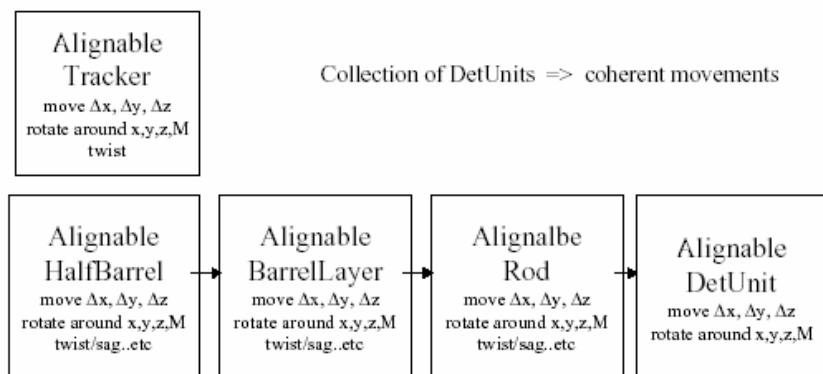 Alignable
Tracker
move Δx, Δy, Δz
rotate around x,y,z,M
twist
Collection of DetUnits => coherent movements
Alignable
HalfBarrel
move Δx, Δy, Δz
rotate around x,y,z,M
twist/sag..etc
Alignable
BarrelLayer
move Δx, Δy, Δz
rotate around x,y,z,M
twist/sag..etc
Alignalbe
Rod
move Δx, Δy, Δz
rotate around x,y,z,M
twist/sag..etc
Alignable
DetUnit
move Δx, Δy, Δz
rotate around x,y,z,M